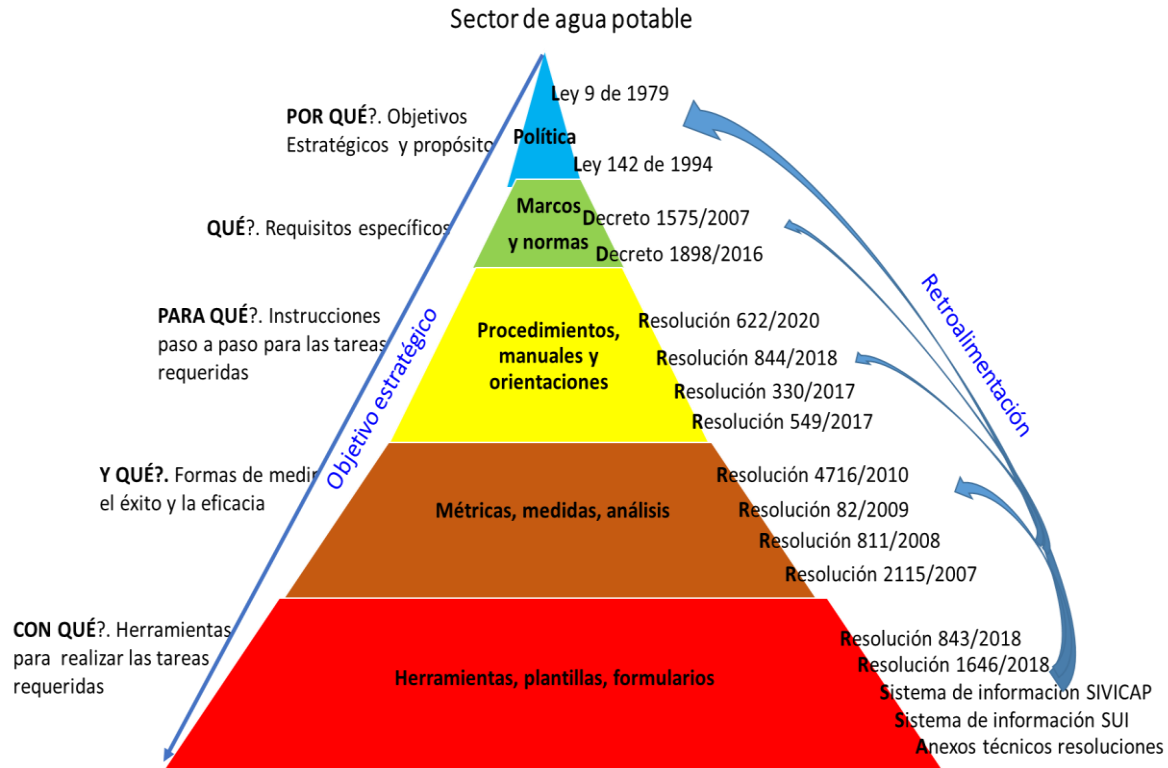 Sector de agua potable
POR QUÉ?. Objetivos
Estratégicos y propósito
Política
Ley 9 de 1979
Ley 142 de 1994
QUÉ?. Requisitos específicos
Marcos
y normas
Decreto 1575/2007
Decreto 1898/2016
PARA QUÉ?. Instrucciones
paso a paso para las tareas
requeridas
Procedimientos,
manuales y
orientaciones
Resolución 622/2020
Resolución 844/2018
Resolución 330/2017
Resolución 549/2017
Y QUÉ?. Formas de medir
el éxito y la eficacia
Métricas, medidas, análisis
Resolución 4716/2010
Resolución 82/2009
Resolución 811/2008
Resolución 2115/2007
CON QUÉ?. Herramientas
para realizar las tareas
requeridas
Herramientas, plantillas, formularios
Resolución 843/2018
Resolución 1646/2018
Sistema de información SIVICAP
Sistema de información SUI
Anexos técnicos resoluciones
Objetivo estratégico
Retroalimentación